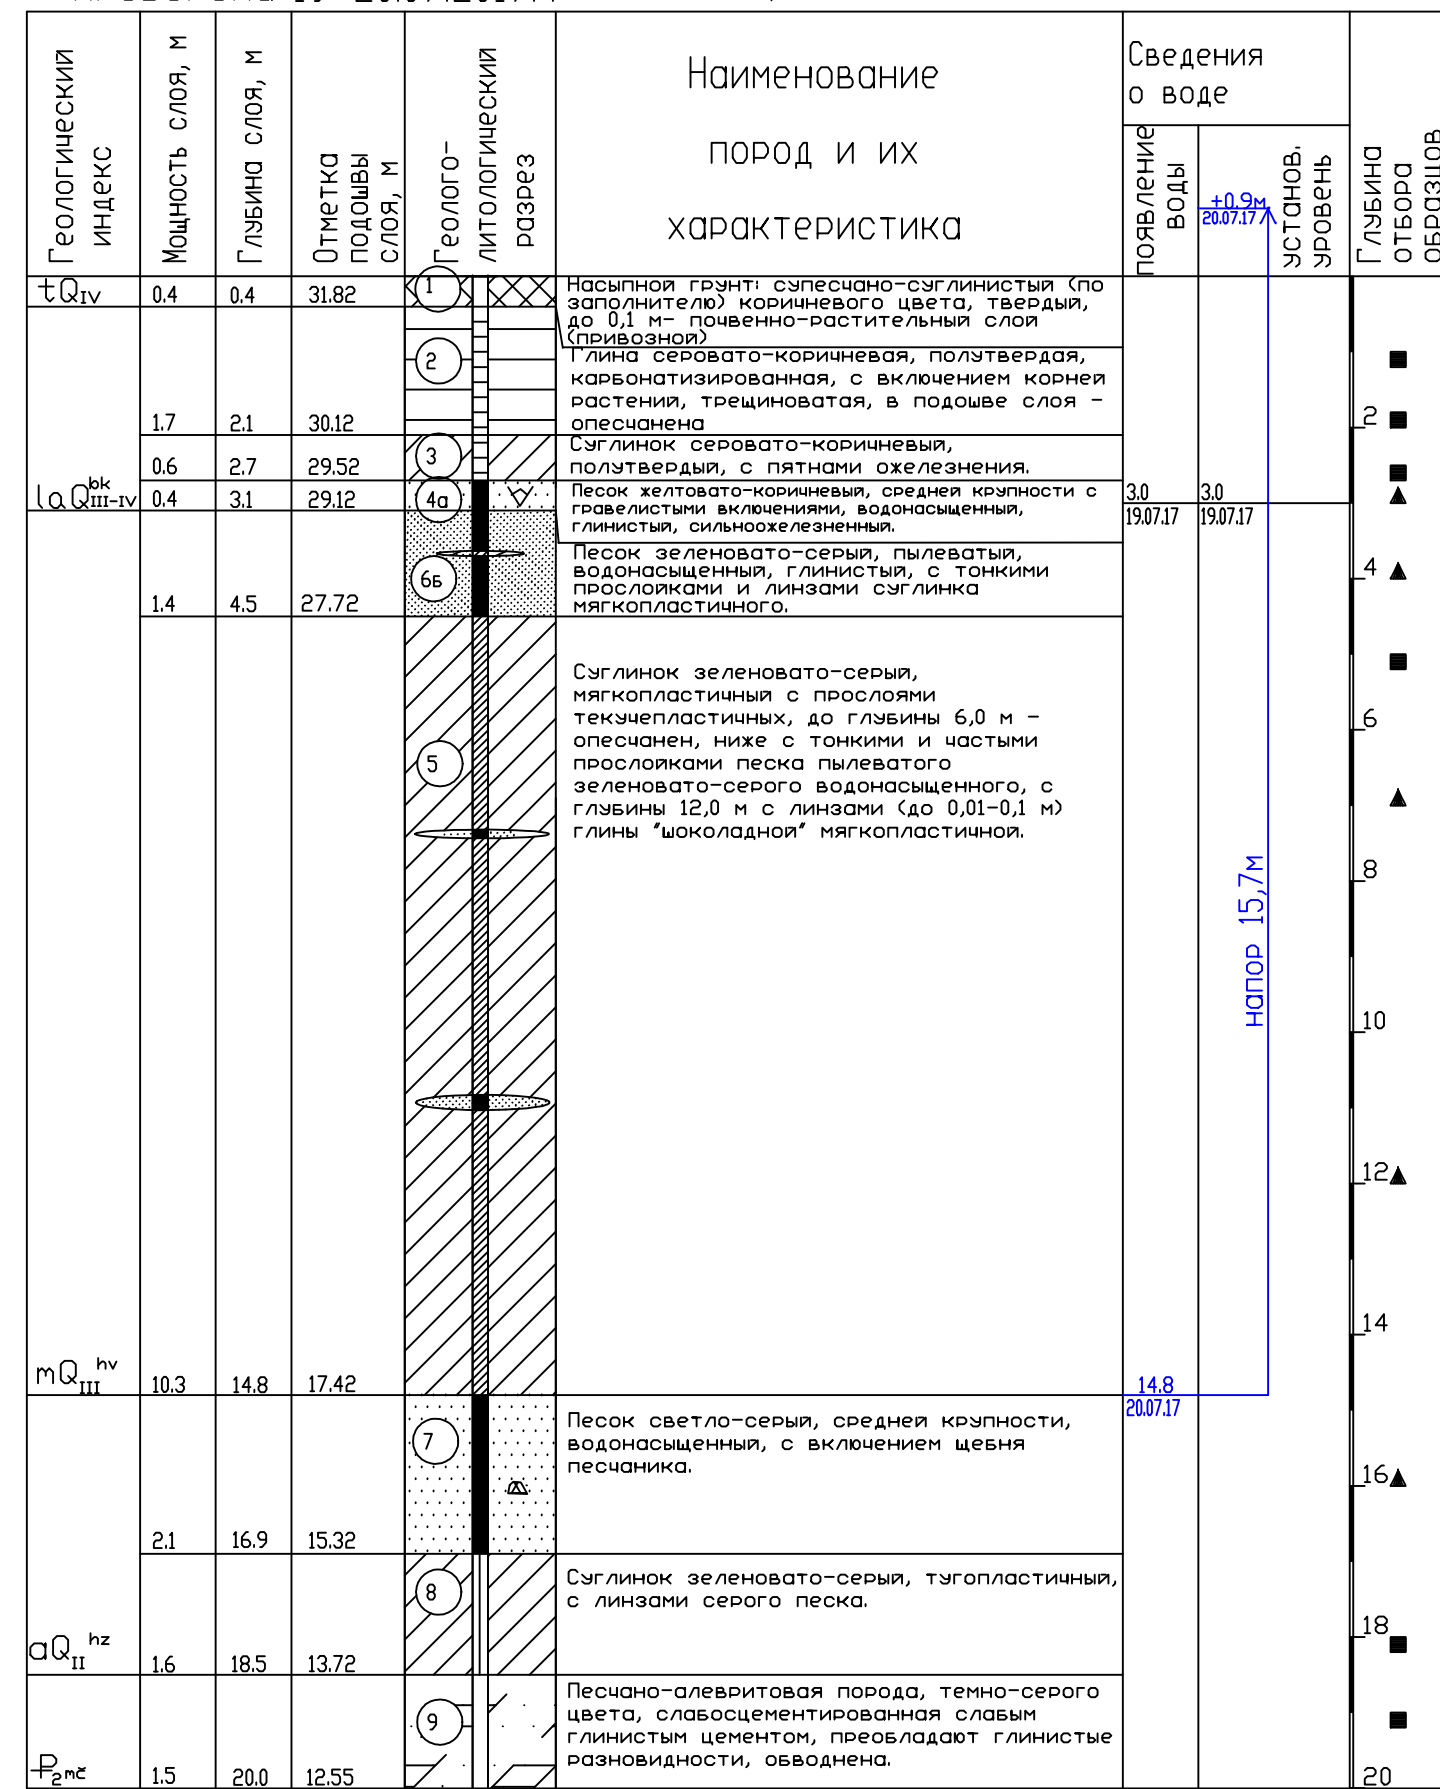 Геологический
индекс
Мощность слоя, м
Глубина слоя, м
Отметка
подошвы
слоя, м
Геолого-
литологический
разрез
Наименование
пород и их
характеристика
Сведения
о воде
появление
воды
установ.
уровень
Глубина
отбора
образцов
+0.9м
20.07.17
tQIV 0.4 0.4 31.82 1
Насыпной грунт: супесчано-суглинистый (по
заполнителю) коричневого цвета, твердый,
до 0,1 м- почвенно-растительный слой
(привозной)
2
Глина серовато-коричневая, полутвердая,
карбонатизированная, с включением корней
растений, трещиноватая, в подошве слоя -
опесчанена
1.7 2.1 30.12
2
3
Суглинок серовато-коричневый,
полутвердый, с пятнами ожелезнения.
0.6 2.7 29.52
laQIII-IV bk 0.4 3.1 29.12 4а
Песок желтовато-коричневый, средней крупности с
гравелистыми включениями, водонасыщенный,
глинистый, сильноожелезненный.
3.0 3.0
19.07.17 19.07.17
6Б
Песок зеленовато-серый, пылеватый,
водонасыщенный, глинистый, с тонкими
прослойками и линзами суглинка
мягкопластичного.
4
1.4 4.5 27.72
5
Суглинок зеленовато-серый,
мягкопластичный с прослоями
текучепластичных, до глубины 6,0 м -
опесчанен, ниже с тонкими и частыми
прослойками песка пылеватого
зеленовато-серого водонасыщенного, с
глубины 12,0 м с линзами (до 0,01-0,1 м)
глины "шоколадной" мягкопластичной.
6
8
напор 15,7м
10
12
14
mQIII hv 10.3 14.8 17.42
14.8
20.07.17
7
Песок светло-серый, средней крупности,
водонасыщенный, с включением щебня
песчаника.
16
2.1 16.9 15.32
8
Суглинок зеленовато-серый, тугопластичный,
с линзами серого песка.
18
aQII hz 1.6 18.5 13.72
9
Песчано-алевритовая порода, темно-серого
цвета, слабосцементированная слабым
глинистым цементом, преобладают глинистые
разновидности, обводнена.
P2mč 1.5 20.0 12.55
20